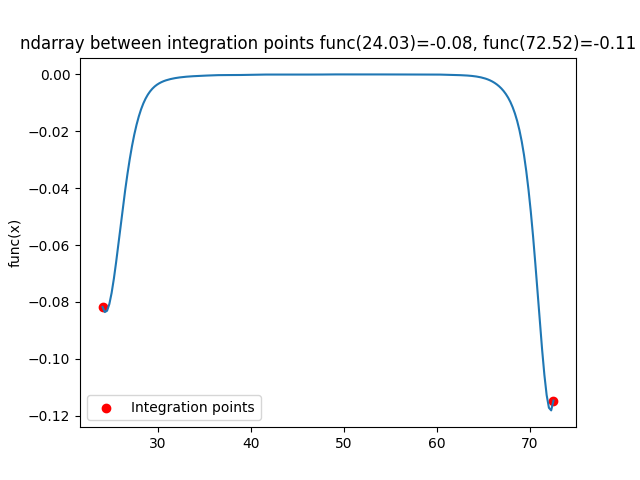 ndarray between integration points func(24.03)=-0.08, func(72.52)=-0.11
0.00
−0.02
−0.04
−0.06
−0.08
−0.10
−0.12
func(x)
Integration points
30 40 50 60 70